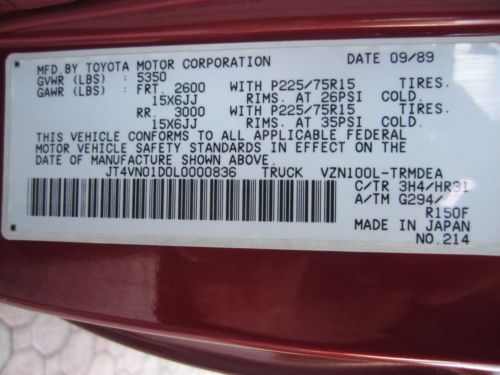 MFD.BY TOYOTA MOTOR CORPORATION DATE 09/89
GVWR (LBS) : 5350
GAWR (LBS) : FRT. 2600 WITH P225/75R15 TIRES.
15X6JJ RIMS. AT 26PSI COLD.
RR. 3000 WITH P225/75R15 TIRES.
15X6JJ RIMS. AT 35PSI COLD.
THIS VEHICLE CONFORMS TO ALL APPLICABLE FEDERAL
MOTOR VEHICLE SAFETY STANDARDS IN EFFECT ON THE
DATE OF MANUFACTURE SHOWN ABOVE.
JT4VN01D0L0000836 TRUCK VZN100L-TRMDEA
C/TR 3H4/HR31
A/TM G294/
R150F
MADE IN JAPAN
NO.214